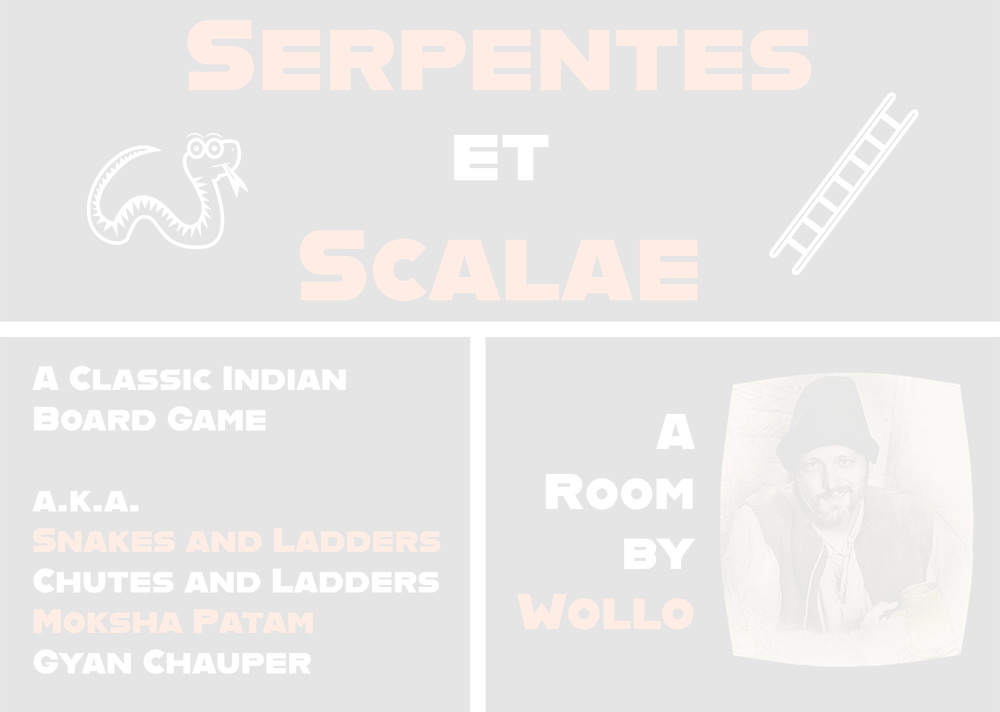 Serpentes
et
Scalae
A Classic Indian
Board Game
A.K.A.
Snakes and Ladders
Chutes and Ladders
Moksha Patam
Gyan Chauper
A
Room
by
Wollo